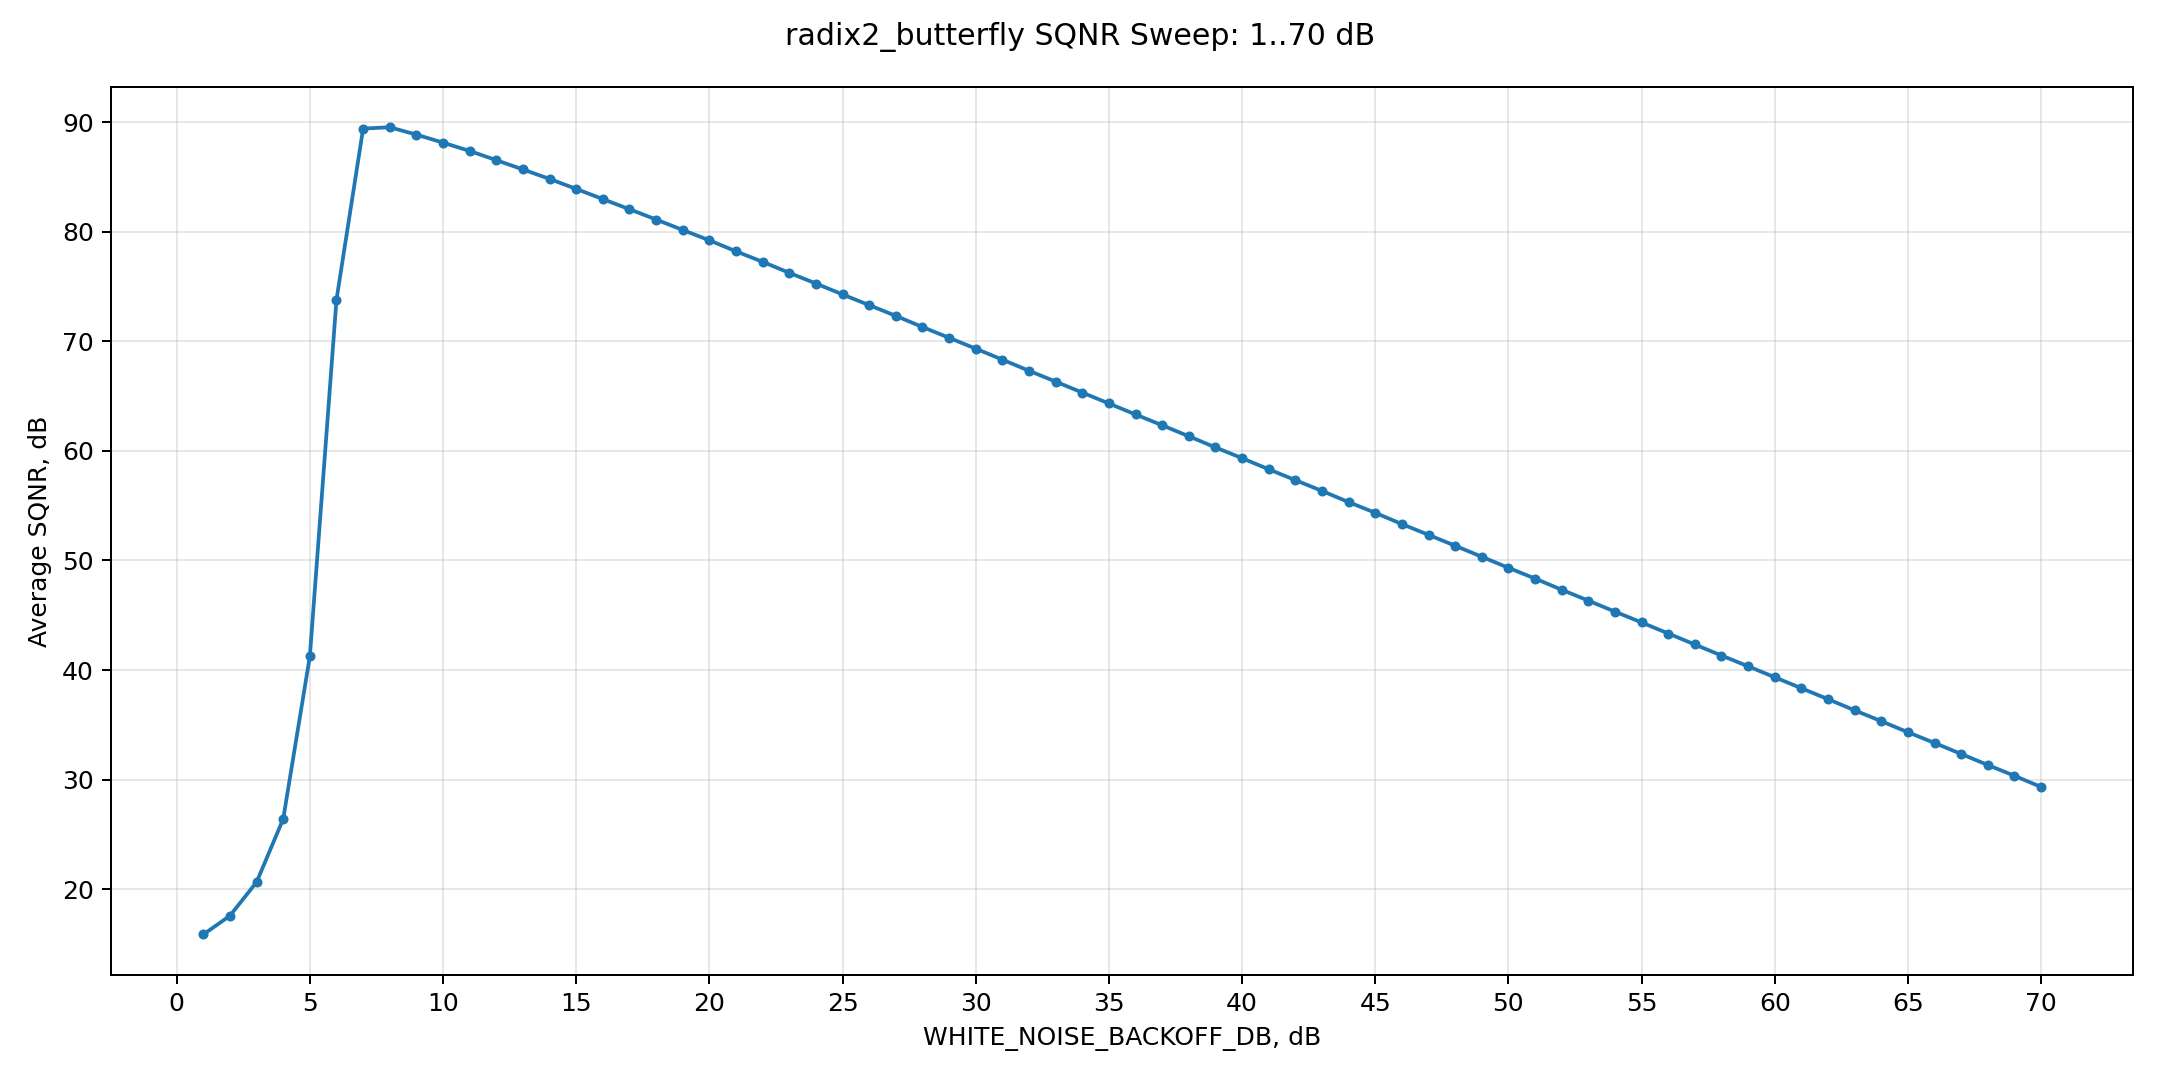 radix2_butterfly SQNR Sweep: 1..70 dB
90
80
70
60
50
40
30
20
Average SQNR, dB
0 5 10 15 20 25 30 35 40 45 50 55 60 65 70
WHITE_NOISE_BACKOFF_DB, dB